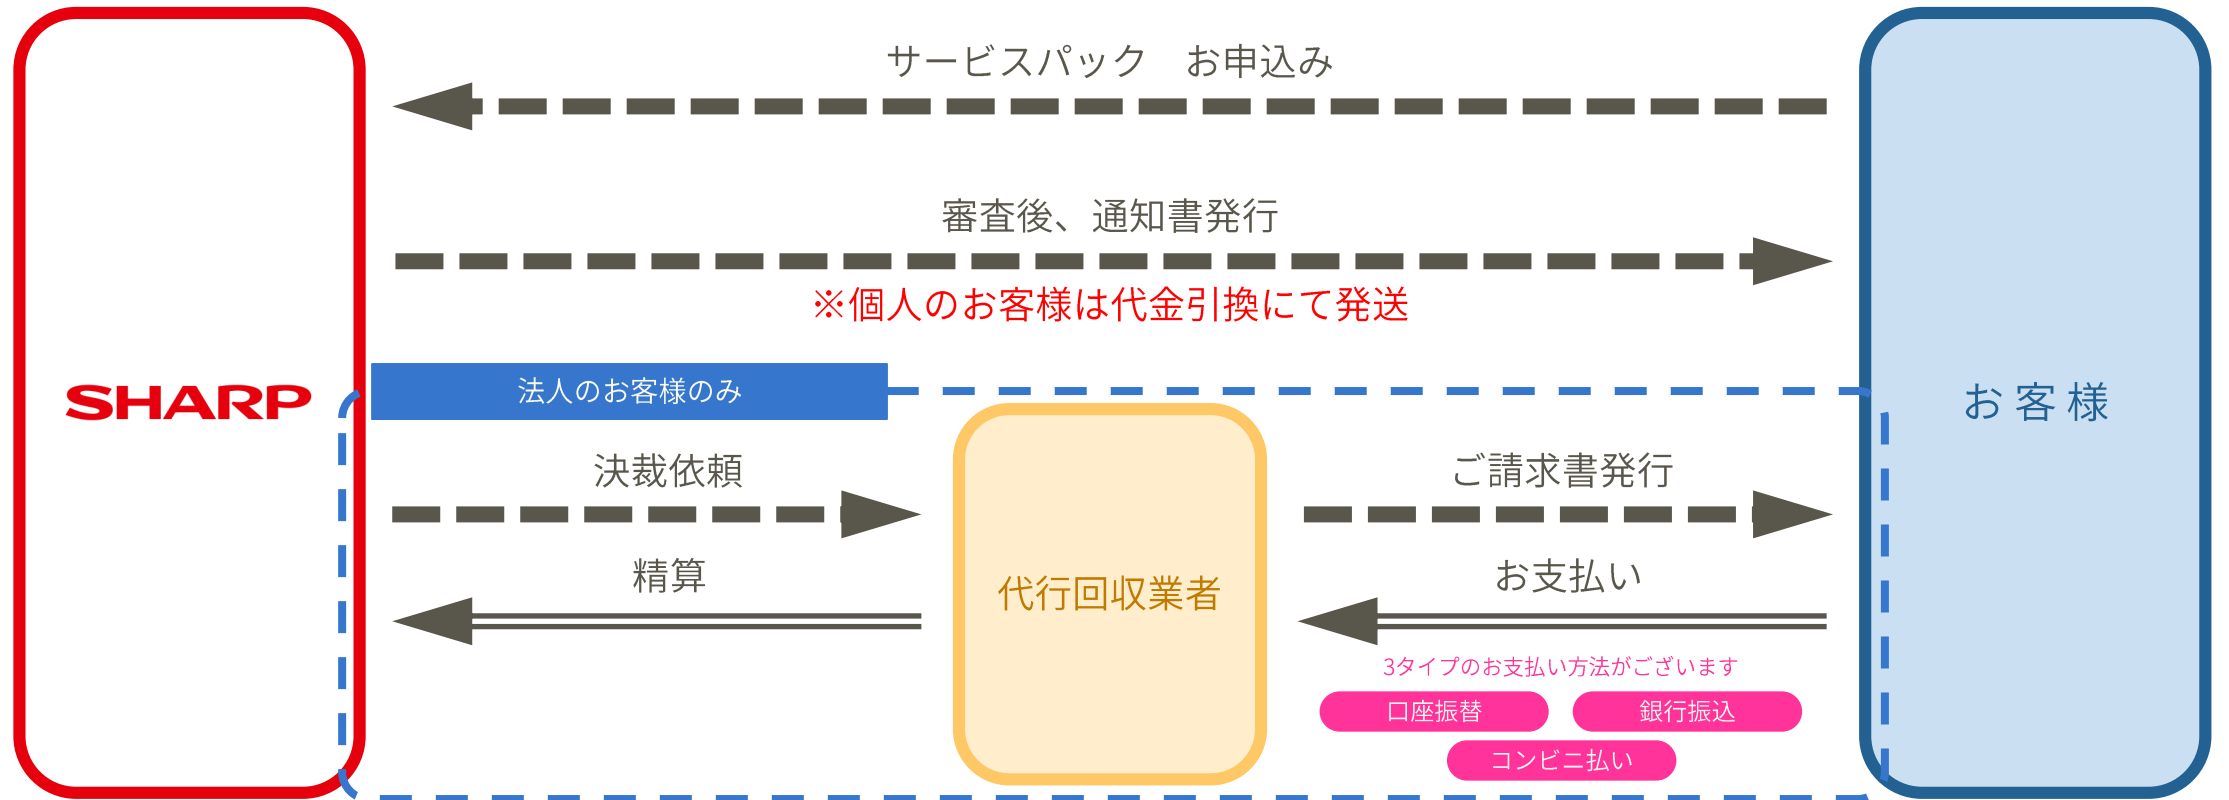 サービスパック　お申込み
審査後、通知書発行
※個人のお客様は代金引換にて発送
SHARP
お客様
法人のお客様のみ
決裁依頼
ご請求書発行
精算
お支払い
代行回収業者
3タイプのお支払い方法がございます
口座振替
銀行振込
コンビニ払い